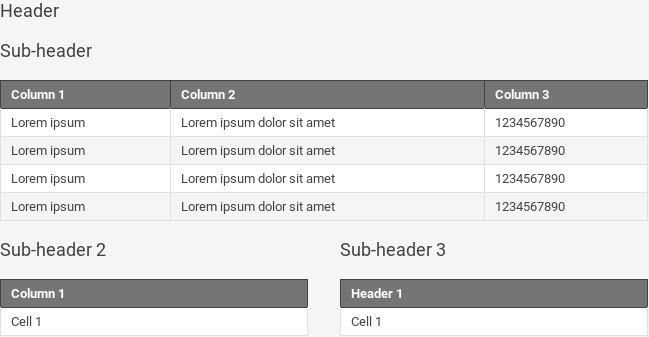 Header
Sub-header
Column 1 Column 2 Column 3
Lorem ipsum Lorem ipsum dolor sit amet 1234567890
Lorem ipsum Lorem ipsum dolor sit amet 1234567890
Lorem ipsum Lorem ipsum dolor sit amet 1234567890
Lorem ipsum Lorem ipsum dolor sit amet 1234567890
Sub-header 2
Column 1
Cell 1
Sub-header 3
Header 1
Cell 1